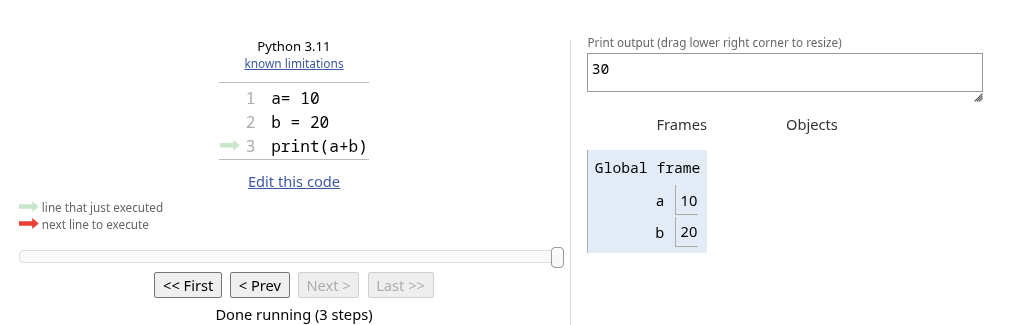 Python 3.11
known limitations
1 a= 10
2 b = 20
3 print(a+b)
Edit this code
line that just executed
next line to execute
<< First < Prev Next > Last >>
Done running (3 steps)
Print output (drag lower right corner to resize)
30
Frames Objects
Global frame
a 10
b 20